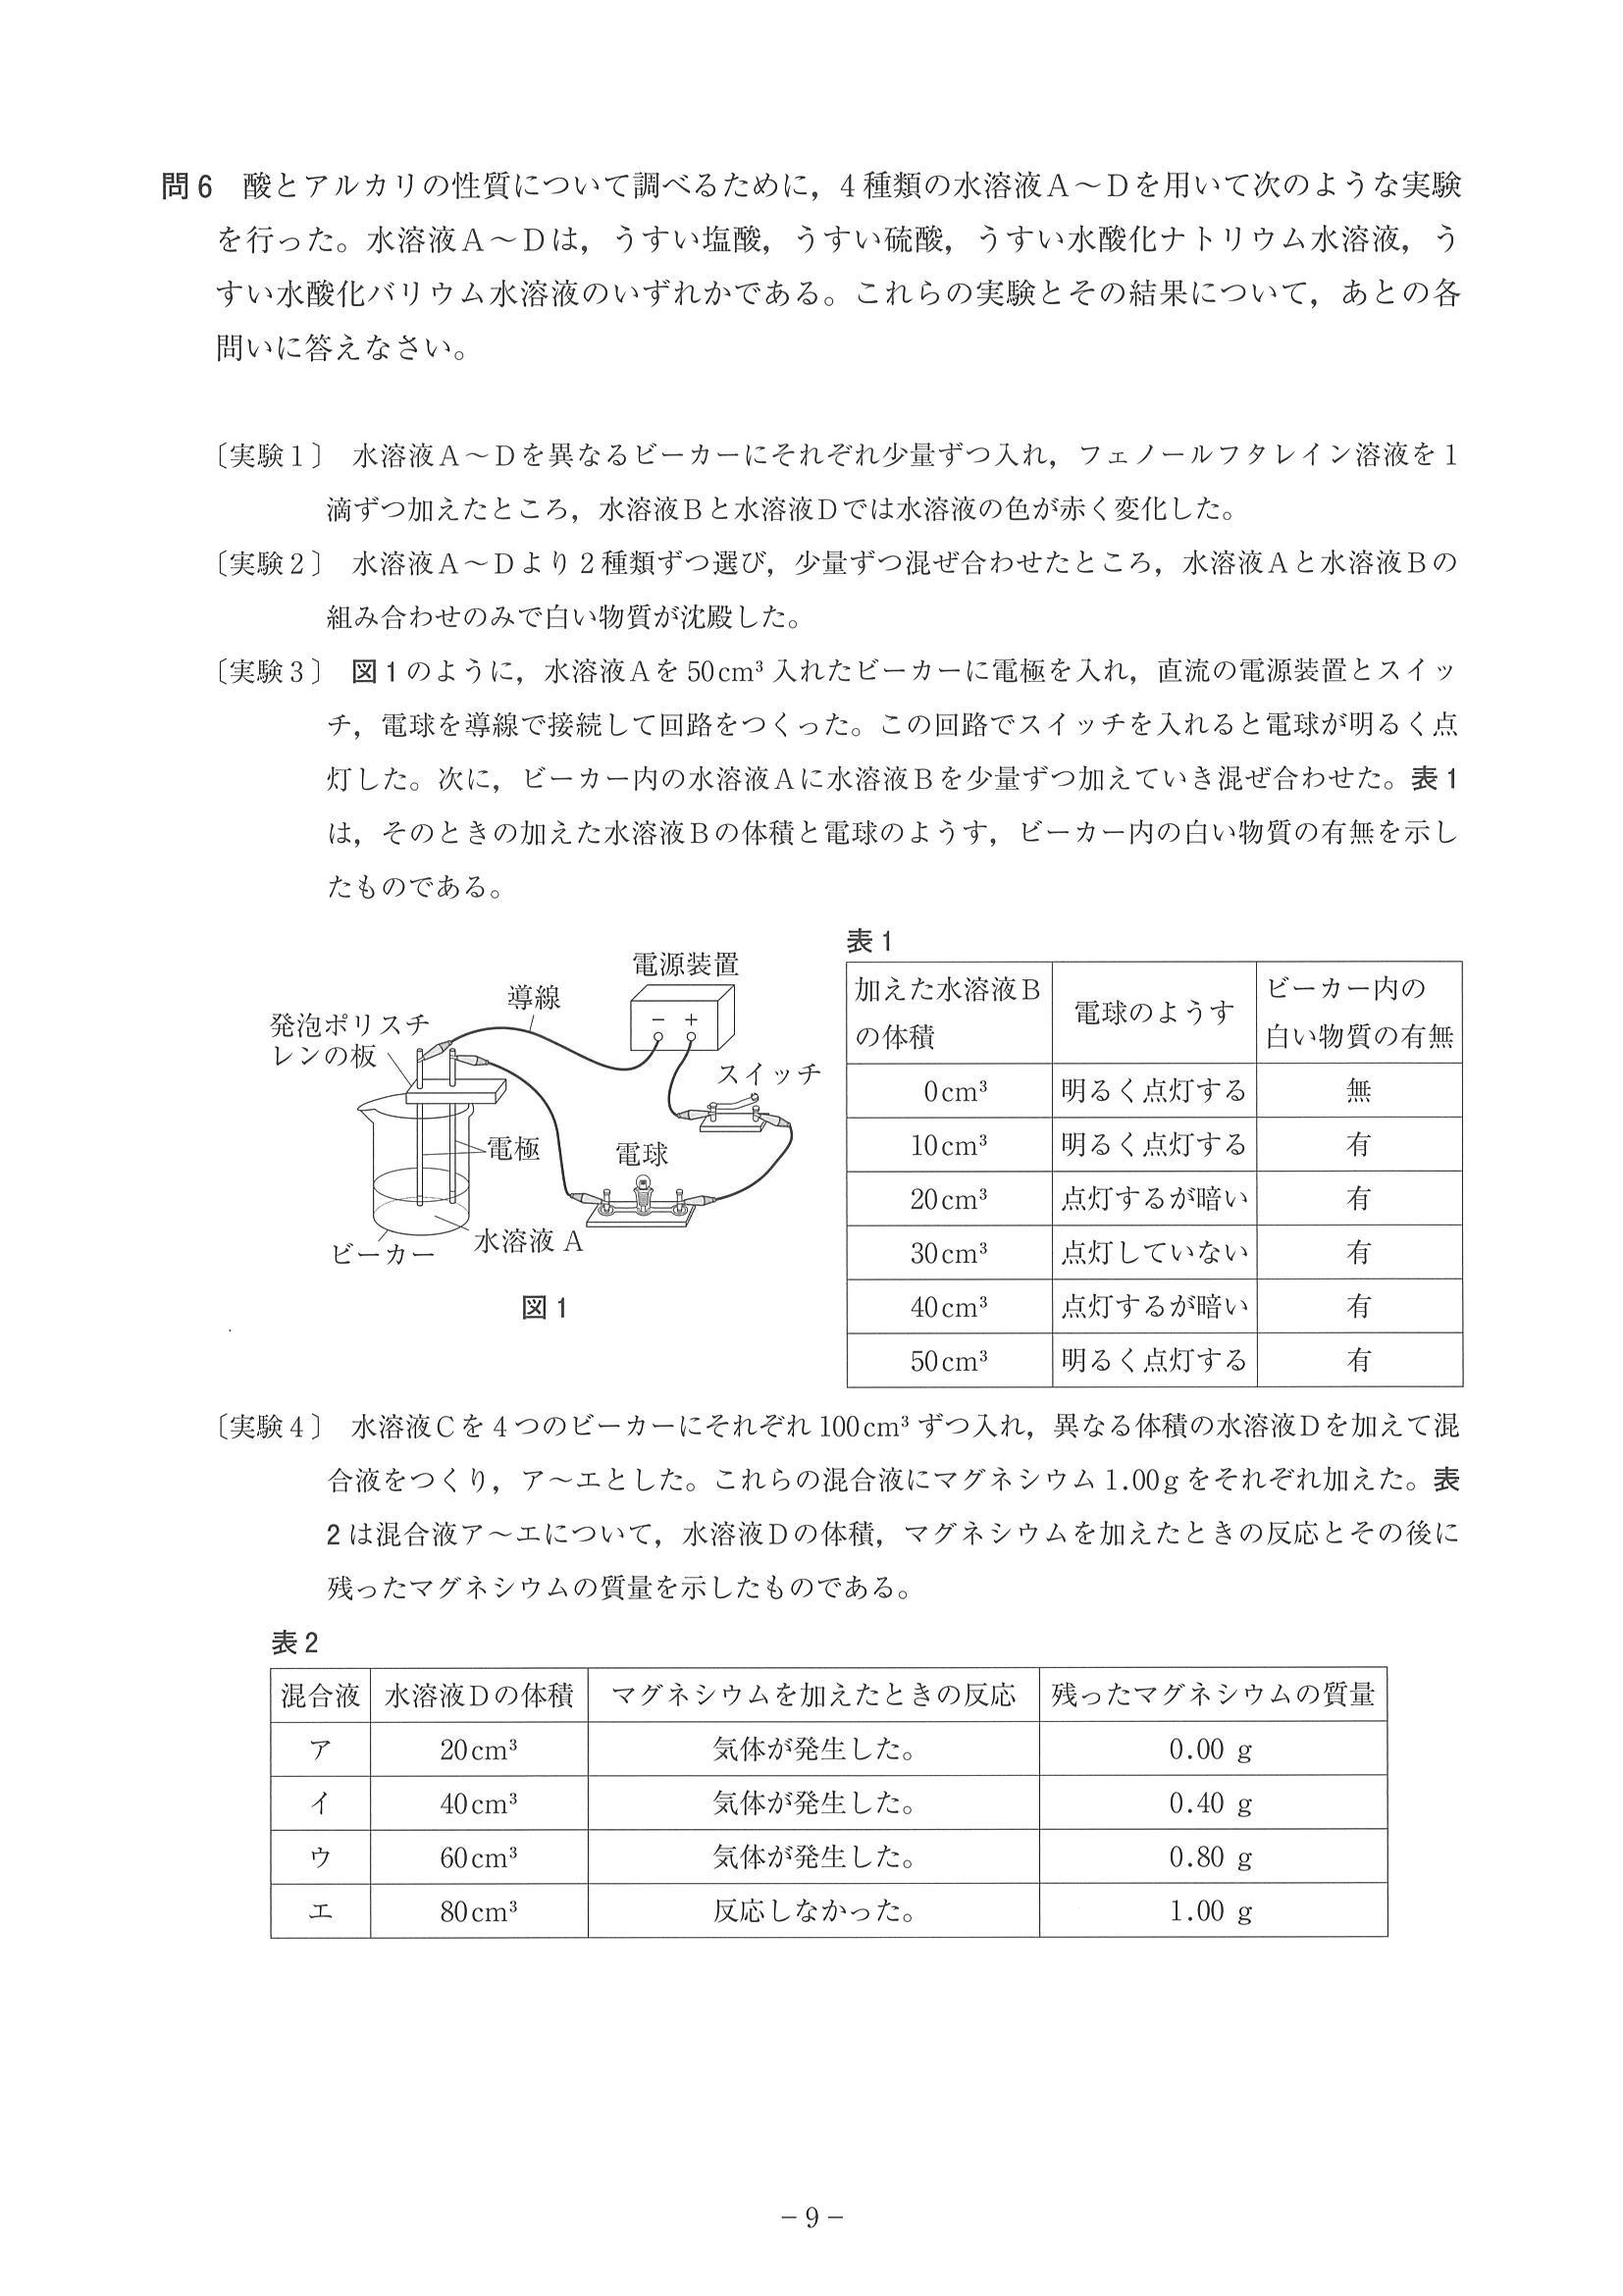 問6 酸とアルカリの性質について調べるために，4種類の水溶液A～Dを用いて次のような実験
を行った。水溶液A～Dは，うすい塩酸，うすい硫酸，うすい水酸化ナトリウム水溶液，う
すい水酸化バリウム水溶液のいずれかである。これらの実験とその結果について，あとの各
問いに答えなさい。
〔実験1〕 水溶液A～Dを異なるビーカーにそれぞれ少量ずつ入れ，フェノールフタレイン溶液を1
滴ずつ加えたところ，水溶液Bと水溶液Dでは水溶液の色が赤く変化した。
〔実験2〕 水溶液A～Dより2種類ずつ選び，少量ずつ混ぜ合わせたところ，水溶液Aと水溶液Bの
組み合わせのみで白い物質が沈殿した。
〔実験3〕 図1のように，水溶液Aを50cm³入れたビーカーに電極を入れ，直流の電源装置とスイッ
チ，電球を導線で接続して回路をつくった。この回路でスイッチを入れると電球が明るく点
灯した。次に，ビーカー内の水溶液Aに水溶液Bを少量ずつ加えていき混ぜ合わせた。表1
は，そのときの加えた水溶液Bの体積と電球のようす，ビーカー内の白い物質の有無を示し
たものである。
電源装置
導線
発泡ポリスチ
レンの板
− ＋
スイッチ
電極
電球
水溶液 A
ビーカー
図1
表1
加えた水溶液B
の体積
電球のようす
ビーカー内の
白い物質の有無
0cm³ 明るく点灯する 無
10cm³ 明るく点灯する 有
20cm³ 点灯するが暗い 有
30cm³ 点灯していない 有
40cm³ 点灯するが暗い 有
50cm³ 明るく点灯する 有
〔実験4〕 水溶液Cを4つのビーカーにそれぞれ100cm³ずつ入れ，異なる体積の水溶液Dを加えて混
合液をつくり，ア～エとした。これらの混合液にマグネシウム1.00gをそれぞれ加えた。表
2は混合液ア～エについて，水溶液Dの体積，マグネシウムを加えたときの反応とその後に
残ったマグネシウムの質量を示したものである。
表2
混合液 水溶液Dの体積 マグネシウムを加えたときの反応 残ったマグネシウムの質量
ア 20cm³ 気体が発生した。 0.00 g
イ 40cm³ 気体が発生した。 0.40 g
ウ 60cm³ 気体が発生した。 0.80 g
エ 80cm³ 反応しなかった。 1.00 g
－9－